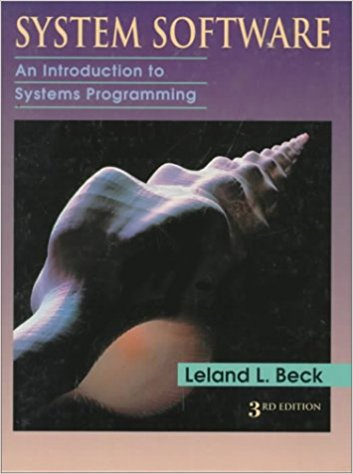 SYSTEM SOFTWARE
An Introduction to
Systems Programming
Leland L. Beck
3RD EDITION